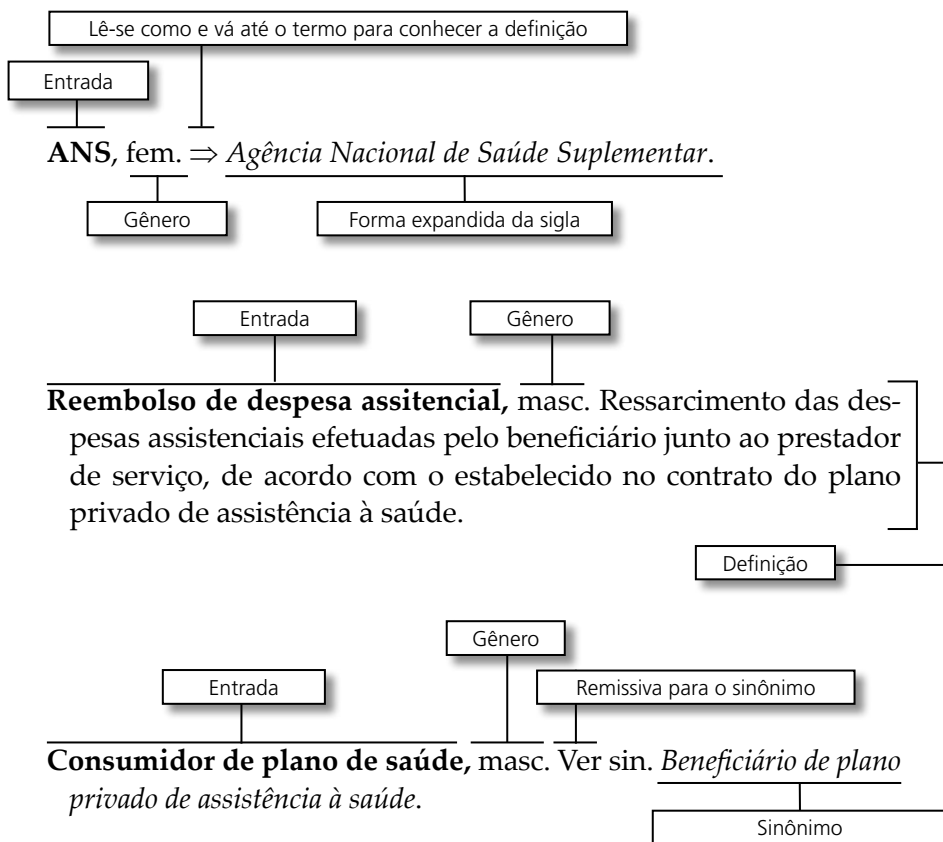 Lê-se como e vá até o termo para conhecer a definição
Entrada
ANS, fem. ⇒ Agência Nacional de Saúde Suplementar.
Gênero
Forma expandida da sigla
Entrada
Gênero
Reembolso de despesa assitencial, masc. Ressarcimento das des-
pesas assistenciais efetuadas pelo beneficiário junto ao prestador
de serviço, de acordo com o estabelecido no contrato do plano
privado de assistência à saúde.
Definição
Gênero
Entrada
Remissiva para o sinônimo
Consumidor de plano de saúde, masc. Ver sin. Beneficiário de plano
privado de assistência à saúde.
Sinônimo